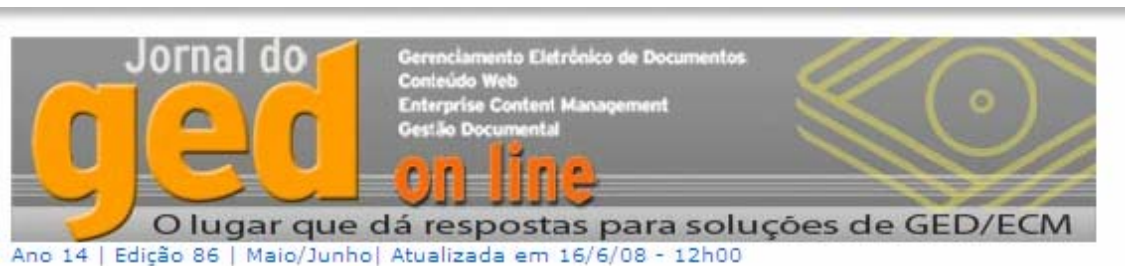 Jornal do
ged
on line
Gerenciamento Eletrônico de Documentos
Conteúdo Web
Enterprise Content Management
Gestão Documental
O lugar que dá respostas para soluções de GED/ECM
Ano 14 | Edição 86 | Maio/Junho| Atualizada em 16/6/08 - 12h00